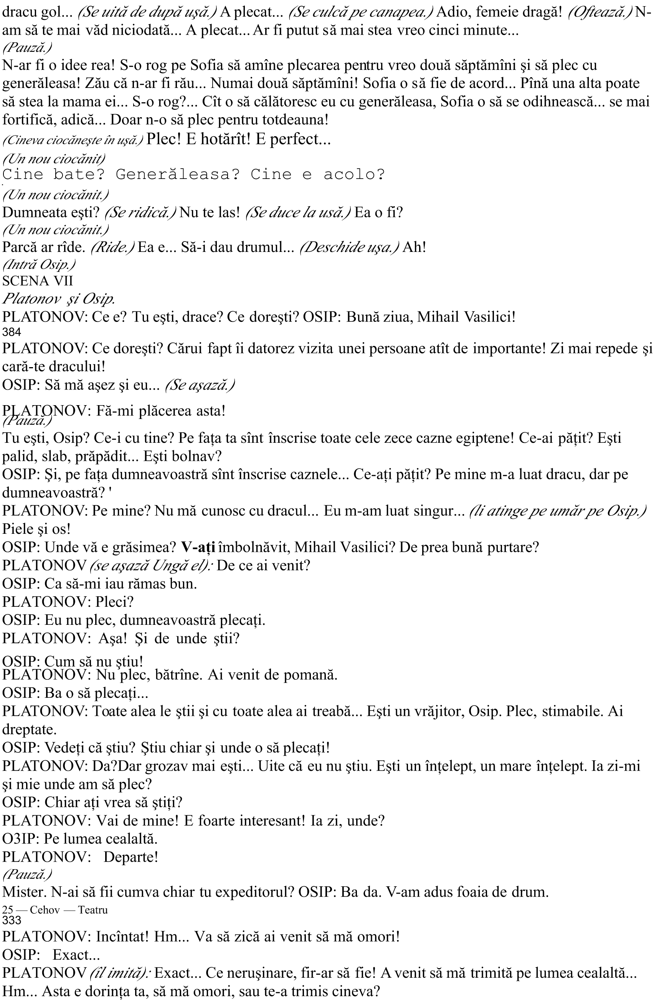 dracu gol... (Se uită de după uşă.) A plecat... (Se culcă pe canapea.) Adio, femeie dragă! (Oftează.) N-
am să te mai văd niciodată... A plecat... Ar fi putut să mai stea vreo cinci minute...
(Pauză.)
N-ar fi o idee rea! S-o rog pe Sofia să amîne plecarea pentru vreo două săptămîni şi să plec cu
generăleasa! Zău că n-ar fi rău... Numai două săptămîni! Sofia o să fie de acord... Pînă una alta poate
să stea la mama ei... S-o rog?... Cît o să călătoresc eu cu generăleasa, Sofia o să se odihnească... se mai
fortifică, adică... Doar n-o să plec pentru totdeauna!
(Cineva ciocăneşte în uşă.) Plec! E hotărît! E perfect...
(Un nou ciocănit)
Cine bate? Generăleasa? Cine e acolo?
.
(Un nou ciocănit.)
Dumneata eşti? (Se ridică.) Nu te las! (Se duce la usă.) Ea o fi?
(Un nou ciocănit.)
Parcă ar rîde. (Ride.) Ea e... Să-i dau drumul... (Deschide uşa.) Ah!
(Intră Osip.)
SCENA VII
Platonov şi Osip.
PLATONOV: Ce e? Tu eşti, drace? Ce doreşti? OSIP: Bună ziua, Mihail Vasilici!
384
PLATONOV: Ce doreşti? Cărui fapt îi datorez vizita unei persoane atît de importante! Zi mai repede şi
cară-te dracului!
OSIP: Să mă aşez şi eu... (Se aşază.)
PLATONOV: Fă-mi plăcerea asta!
(Pauză.)
Tu eşti, Osip? Ce-i cu tine? Pe faţa ta sînt înscrise toate cele zece cazne egiptene! Ce-ai păţit? Eşti
palid, slab, prăpădit... Eşti bolnav?
OSIP: Şi, pe faţa dumneavoastră sînt înscrise caznele... Ce-aţi păţit? Pe mine m-a luat dracu, dar pe
dumneavoastră? '
PLATONOV: Pe mine? Nu mă cunosc cu dracul... Eu m-am luat singur... (li atinge pe umăr pe Osip.)
Piele şi os!
OSIP: Unde vă e grăsimea? V-aţi îmbolnăvit, Mihail Vasilici? De prea bună purtare?
PLATONOV (se aşază Ungă el): De ce ai venit?
OSIP: Ca să-mi iau rămas bun.
PLATONOV: Pleci?
OSIP: Eu nu plec, dumneavoastră plecaţi.
PLATONOV: Aşa! Şi de unde ştii?
OSIP: Cum să nu ştiu!
PLATONOV: Nu plec, bătrîne. Ai venit de pomană.
OSIP: Ba o să plecaţi...
PLATONOV: Toate alea le ştii şi cu toate alea ai treabă... Eşti un vrăjitor, Osip. Plec, stimabile. Ai
dreptate.
OSIP: Vedeţi că ştiu? Ştiu chiar şi unde o să plecaţi!
PLATONOV: Da?Dar grozav mai eşti... Uite că eu nu ştiu. Eşti un înţelept, un mare înţelept. Ia zi-mi
şi mie unde am să plec?
OSIP: Chiar aţi vrea să ştiţi?
PLATONOV: Vai de mine! E foarte interesant! Ia zi, unde?
O3IP: Pe lumea cealaltă.
PLATONOV: Departe!
(Pauză.)
Mister. N-ai să fii cumva chiar tu expeditorul? OSIP: Ba da. V-am adus foaia de drum.
25 — Cehov — Teatru
333
PLATONOV: Incîntat! Hm... Va să zică ai venit să mă omori!
OSIP: Exact...
PLATONOV (îl imită): Exact... Ce neruşinare, fir-ar să fie! A venit să mă trimită pe lumea cealaltă...
Hm... Asta e dorinţa ta, să mă omori, sau te-a trimis cineva?